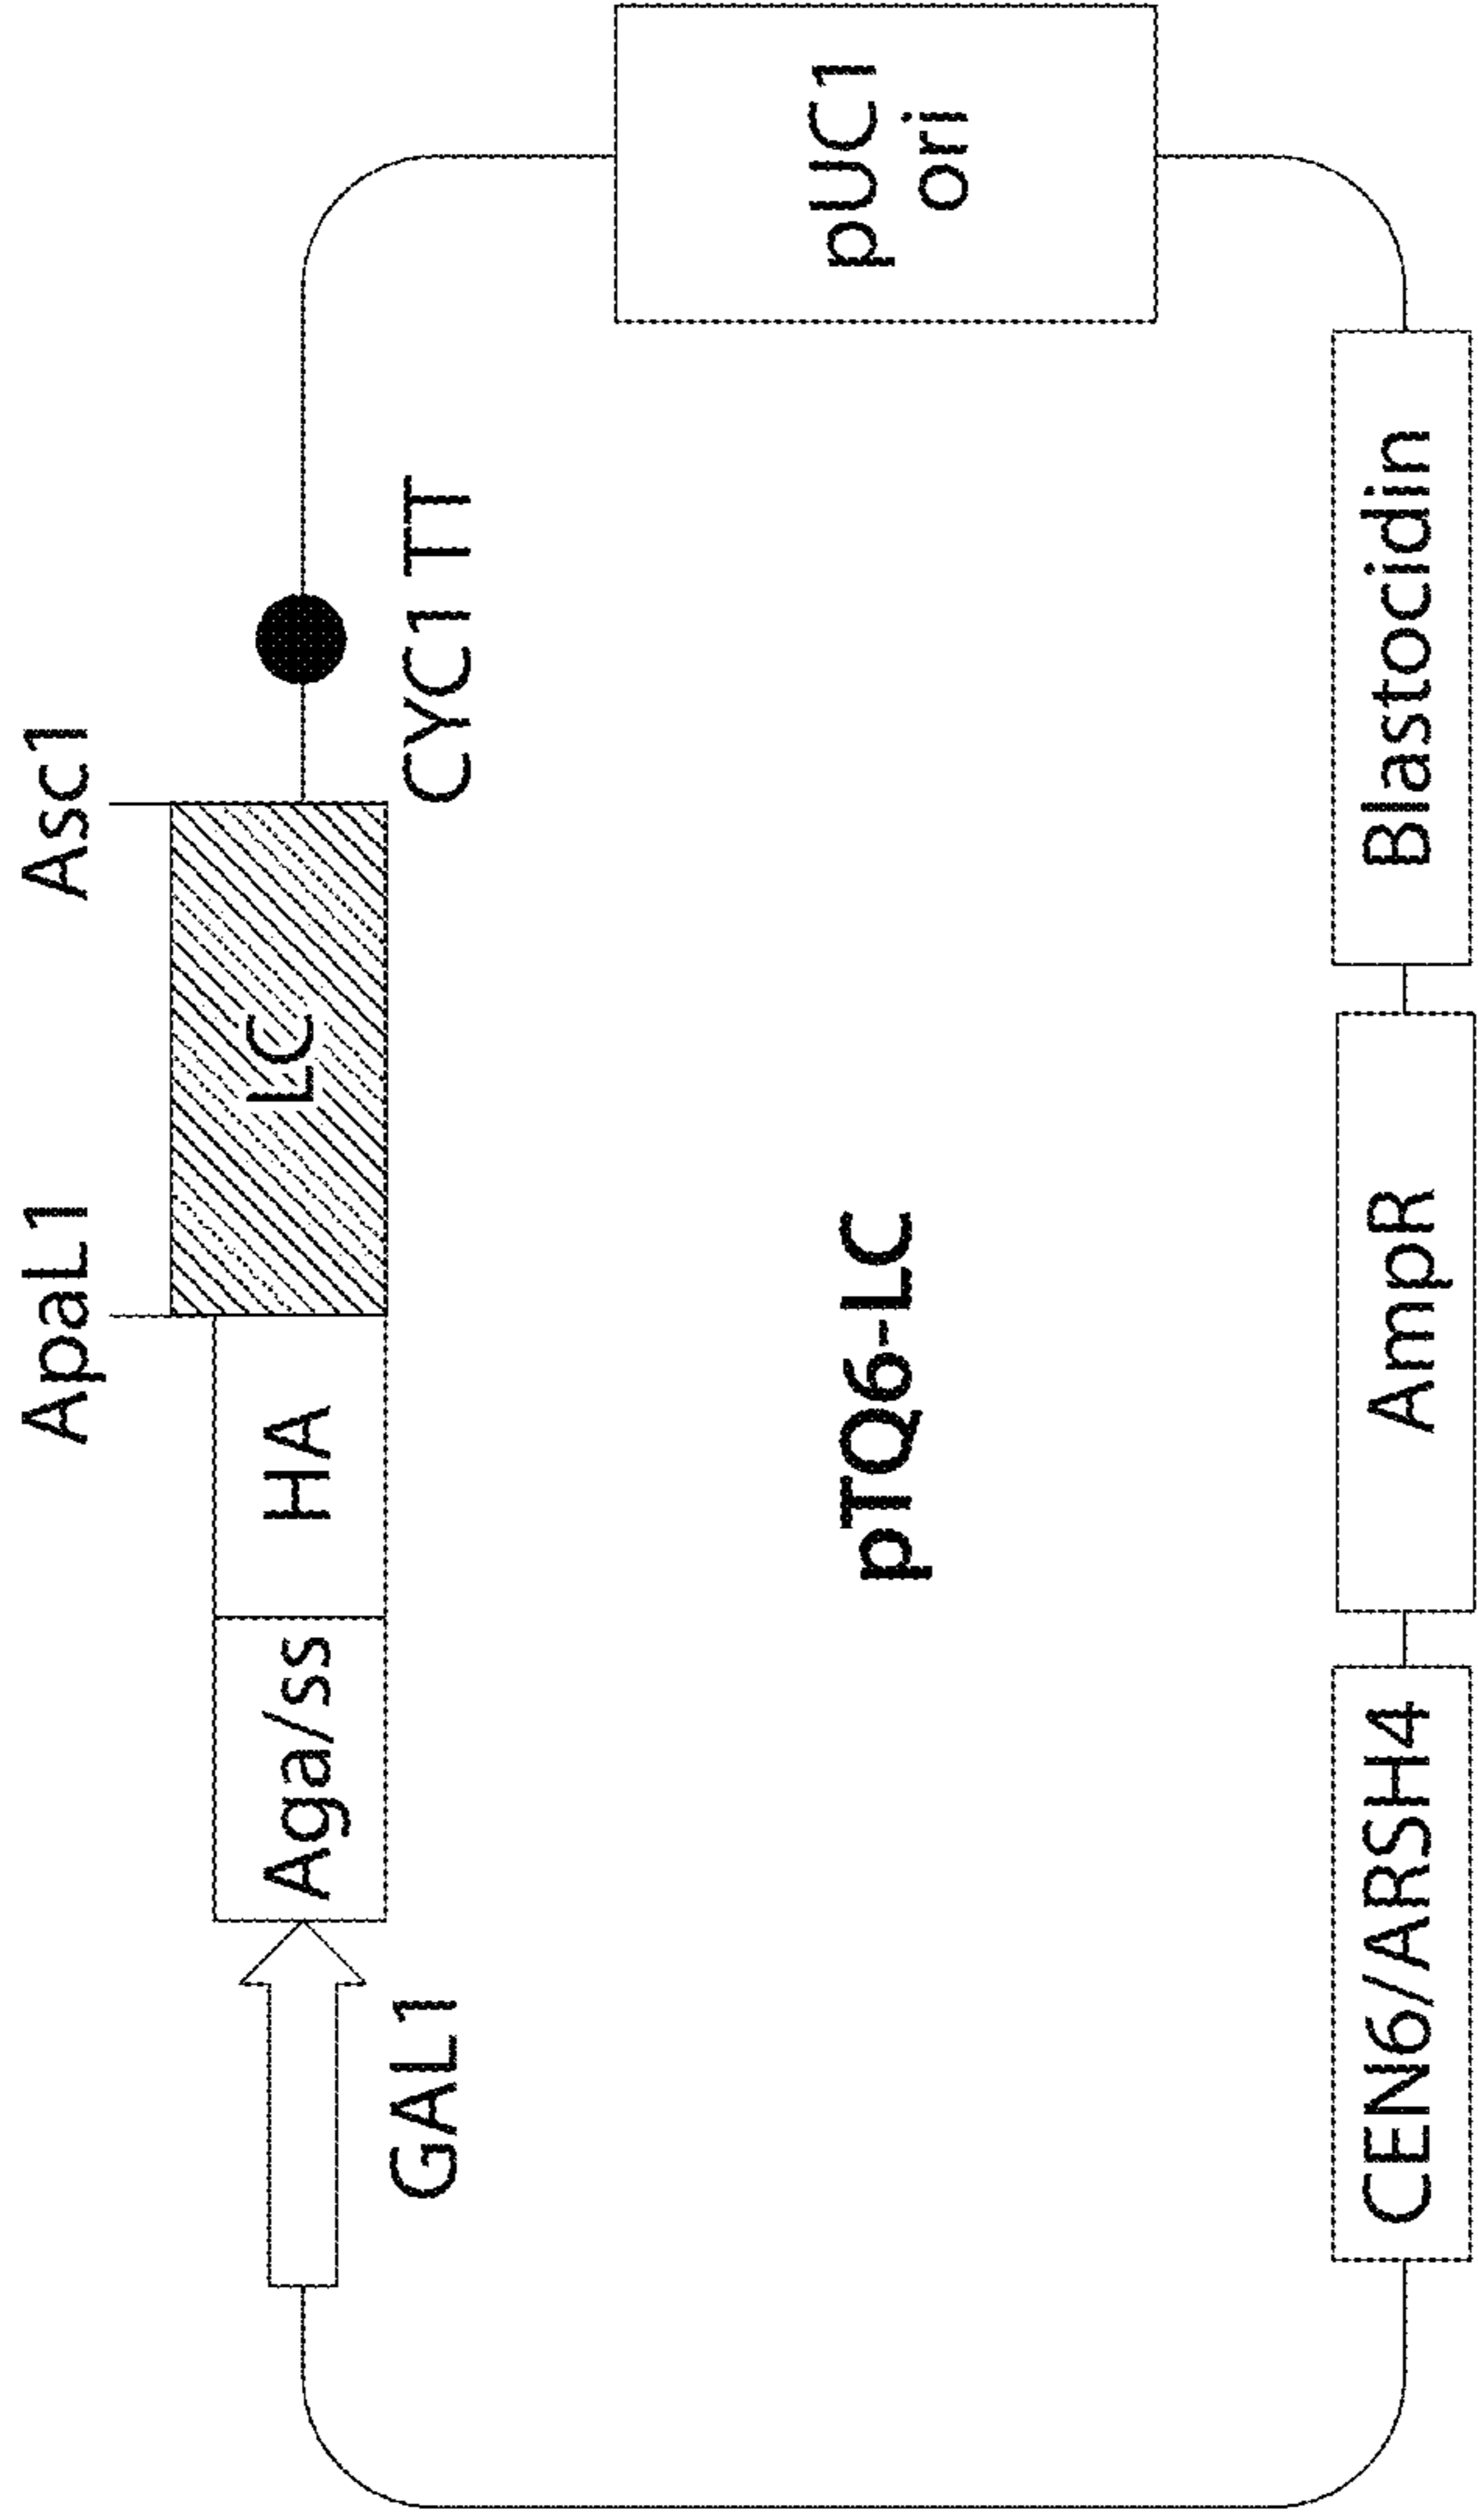 ApaL1
Asc1
Aga/ss
HA
LC
GAL1
CYC1 TT
pTQ6-LC
pUC1
ori
CEN6/ARSH4
AmpR
Blastocidin